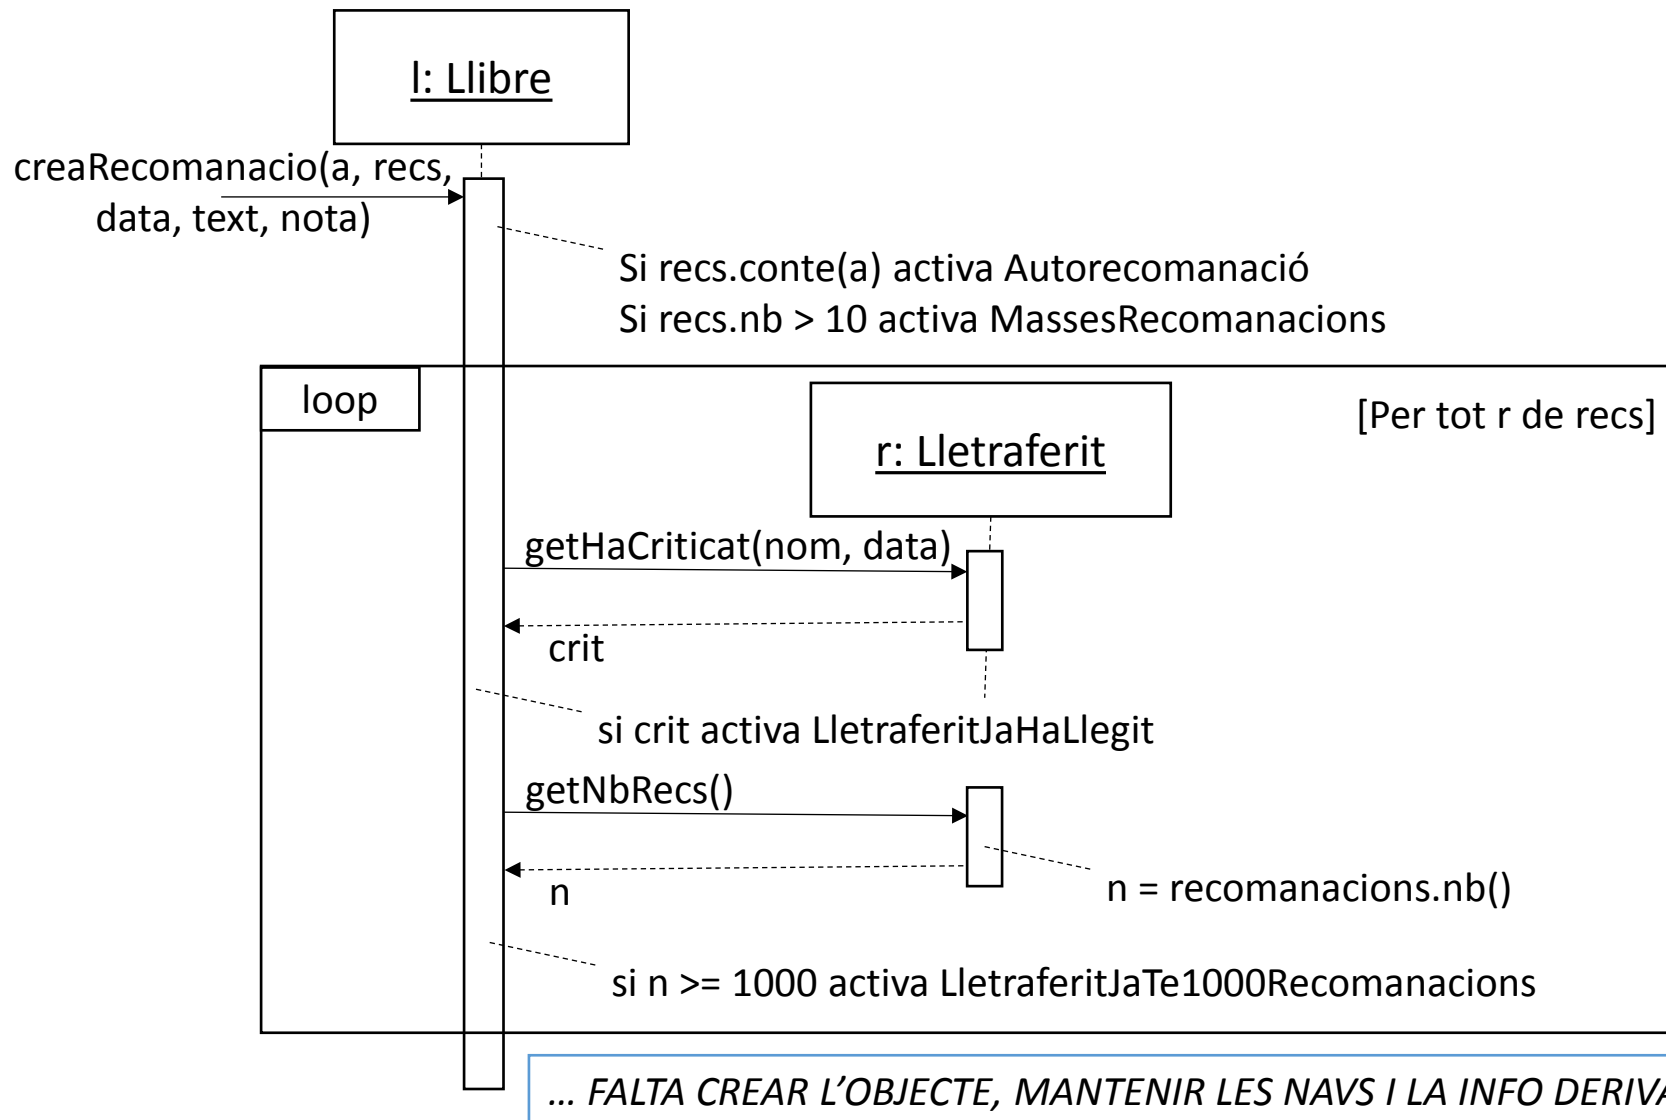 l: Llibre
creaRecomanacio(a, recs,
data, text, nota)
Si recs.conte(a) activa Autorecomanació
Si recs.nb > 10 activa MassesRecomanacions
loop
[Per tot r de recs]
r: Lletraferit
getHaCriticat(nom, data)
crit
si crit activa LletraferitJaHaLlegit
getNbRecs()
n
n = recomanacions.nb()
si n >= 1000 activa LletraferitJaTe1000Recomanacions
... FALTA CREAR L’OBJECTE, MANTENIR LES NAVS I LA INFO